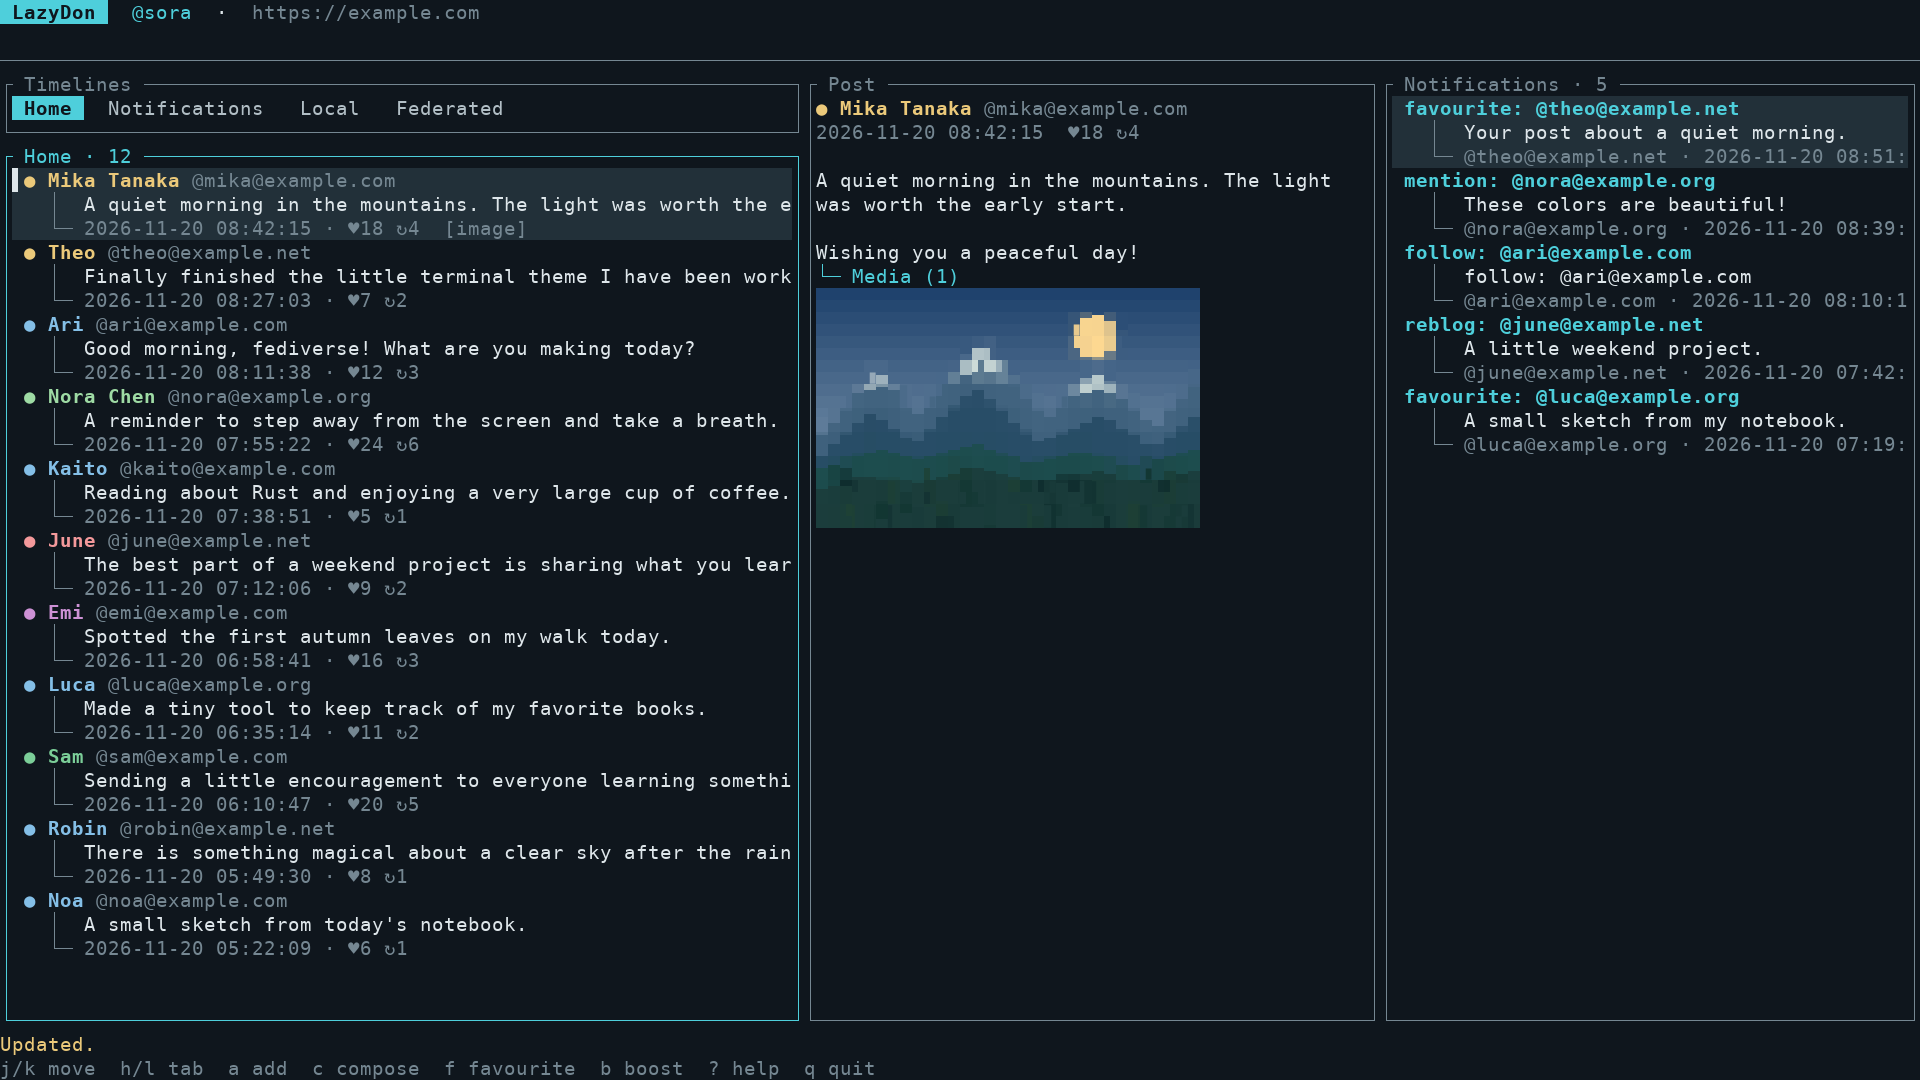 LazyDon @sora · https://example.com
Timelines
Home Notifications Local Federated
Home · 12
● Mika Tanaka @mika@example.com
A quiet morning in the mountains. The light was worth the e
2026-11-20 08:42:15 · ♥18 ↻4 [image]
● Theo @theo@example.net
Finally finished the little terminal theme I have been work
2026-11-20 08:27:03 · ♥7 ↻2
● Ari @ari@example.com
Good morning, fediverse! What are you making today?
2026-11-20 08:11:38 · ♥12 ↻3
● Nora Chen @nora@example.org
A reminder to step away from the screen and take a breath.
2026-11-20 07:55:22 · ♥24 ↻6
● Kaito @kaito@example.com
Reading about Rust and enjoying a very large cup of coffee.
2026-11-20 07:38:51 · ♥5 ↻1
● June @june@example.net
The best part of a weekend project is sharing what you lear
2026-11-20 07:12:06 · ♥9 ↻2
● Emi @emi@example.com
Spotted the first autumn leaves on my walk today.
2026-11-20 06:58:41 · ♥16 ↻3
● Luca @luca@example.org
Made a tiny tool to keep track of my favorite books.
2026-11-20 06:35:14 · ♥11 ↻2
● Sam @sam@example.com
Sending a little encouragement to everyone learning somethi
2026-11-20 06:10:47 · ♥20 ↻5
● Robin @robin@example.net
There is something magical about a clear sky after the rain
2026-11-20 05:49:30 · ♥8 ↻1
● Noa @noa@example.com
A small sketch from today's notebook.
2026-11-20 05:22:09 · ♥6 ↻1
Post
● Mika Tanaka @mika@example.com
2026-11-20 08:42:15 ♥18 ↻4
A quiet morning in the mountains. The light
was worth the early start.
Wishing you a peaceful day!
Media (1)
Notifications · 5
favourite: @theo@example.net
Your post about a quiet morning.
@theo@example.net · 2026-11-20 08:51:
mention: @nora@example.org
These colors are beautiful!
@nora@example.org · 2026-11-20 08:39:
follow: @ari@example.com
follow: @ari@example.com
@ari@example.com · 2026-11-20 08:10:1
reblog: @june@example.net
A little weekend project.
@june@example.net · 2026-11-20 07:42:
favourite: @luca@example.org
A small sketch from my notebook.
@luca@example.org · 2026-11-20 07:19:
Updated.
j/k move h/l tab a add c compose f favourite b boost ? help q quit